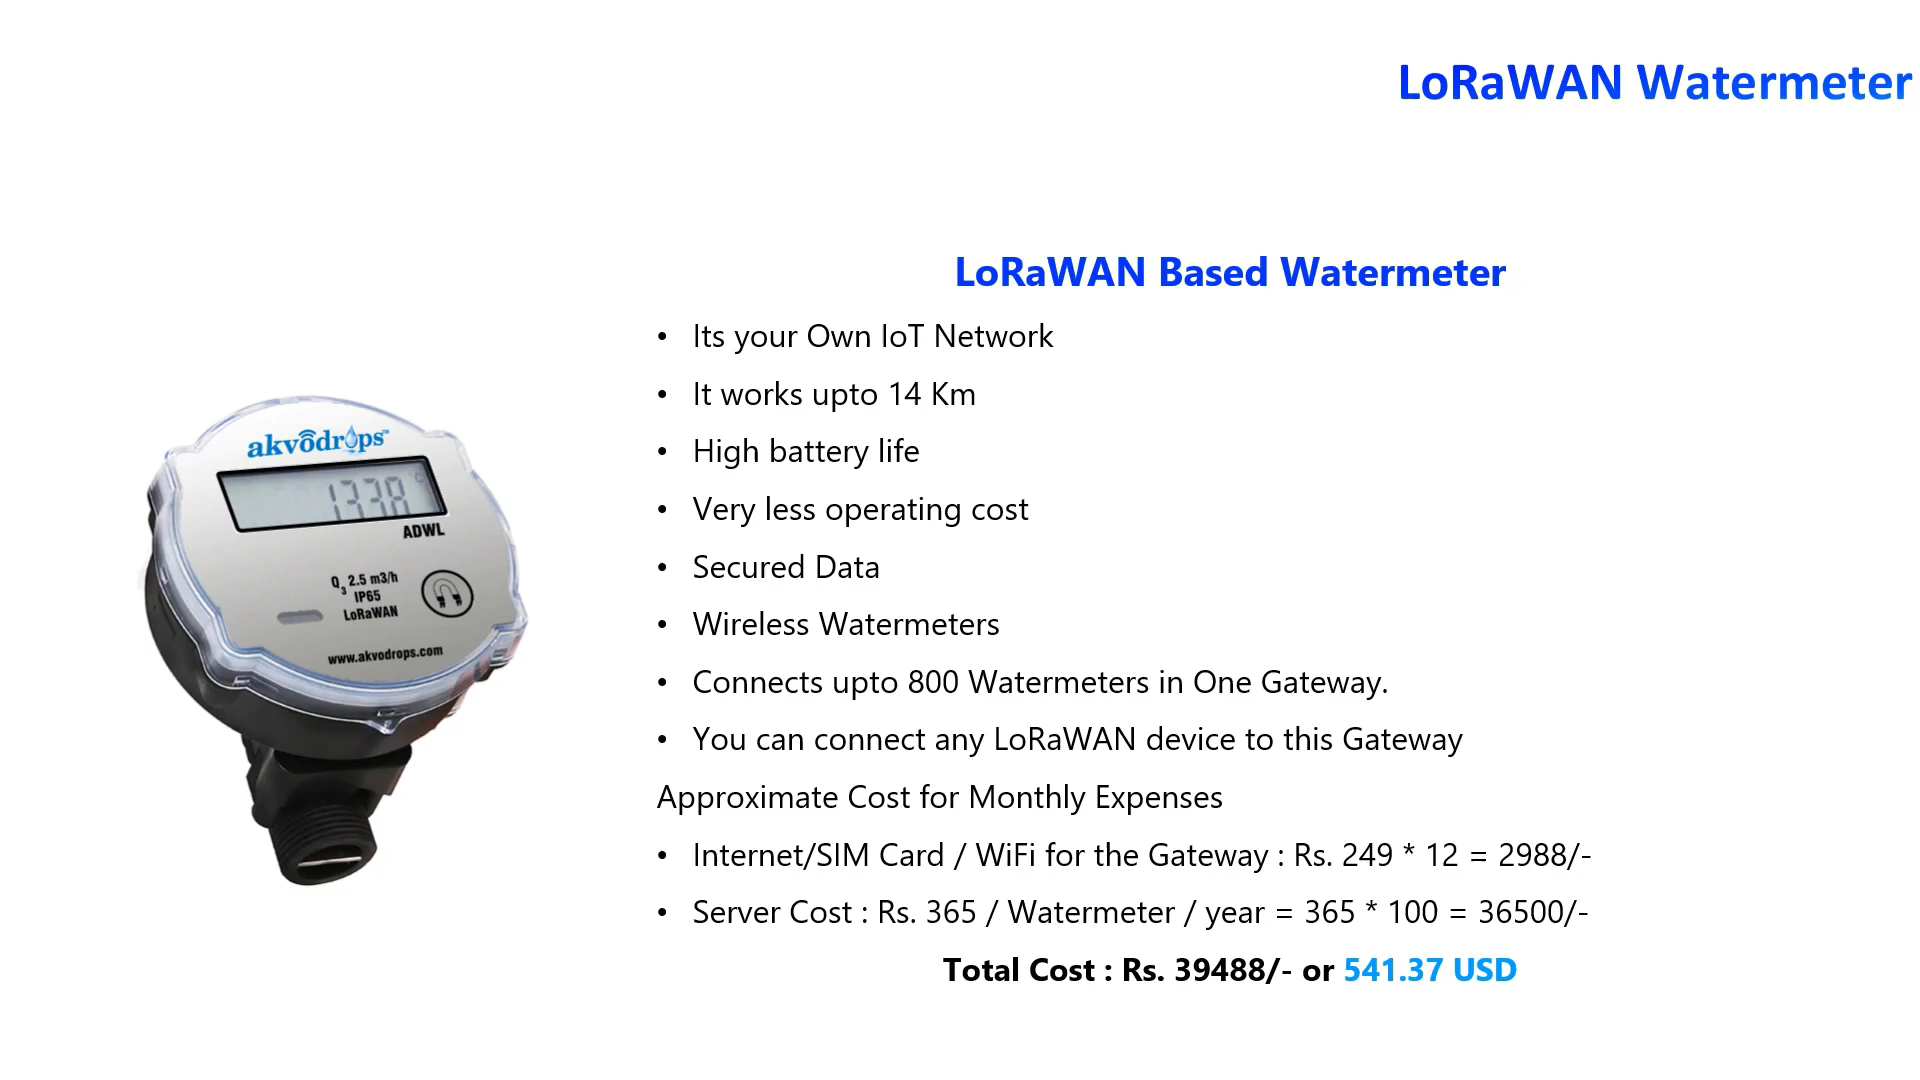 LoRaWAN Watermeter
LoRaWAN Based Watermeter
• Its your Own IoT Network
• It works upto 14 Km
• High battery life
• Very less operating cost
• Secured Data
• Wireless Watermeters
• Connects upto 800 Watermeters in One Gateway.
• You can connect any LoRaWAN device to this Gateway
Approximate Cost for Monthly Expenses
• Internet/SIM Card / WiFi for the Gateway : Rs. 249 * 12 = 2988/-
• Server Cost : Rs. 365 / Watermeter / year = 365 * 100 = 36500/-
Total Cost : Rs. 39488/- or 541.37 USD
akvodrops™
1338
ADWL
Q3 2.5 m3/h
IP65
LoRaWAN
www.akvodrops.com